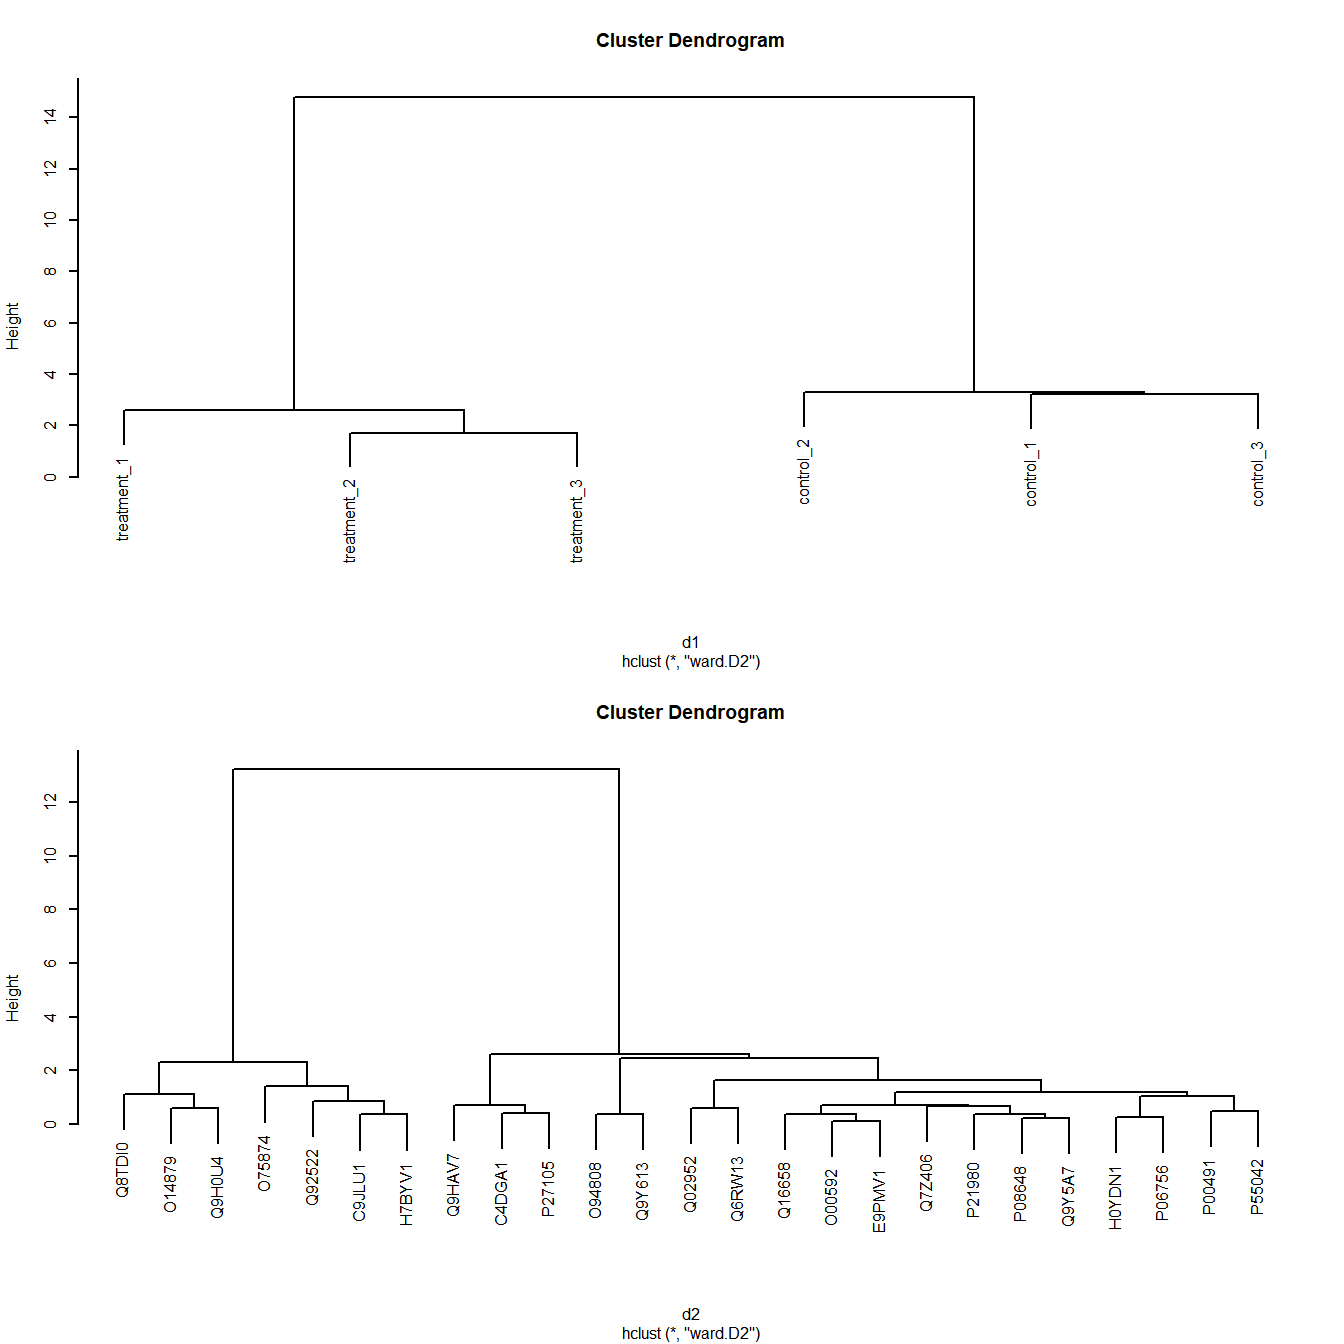 Cluster Dendrogram
14
12
10
8
6
4
2
0
Height
treatment_1
treatment_2
treatment_3
control_2
control_1
control_3
d1
hclust (*, "ward.D2")
Cluster Dendrogram
12
10
8
6
4
2
0
Height
Q8TDI0
O14879
Q9H0U4
O75874
Q92522
C9JLU1
H7BYV1
Q9HAV7
C4DGA1
P27105
O94808
Q9Y613
Q02952
Q6RW13
Q16658
O00592
E9PMV1
Q7Z406
P21980
P08648
Q9Y5A7
H0YDN1
P06756
P00491
P55042
d2
hclust (*, "ward.D2")